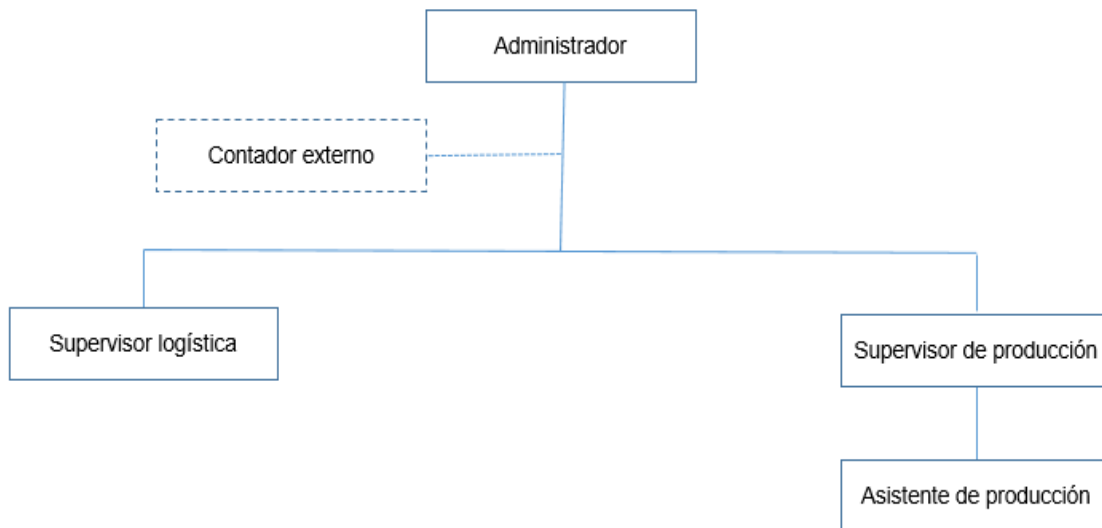 Administrador
Contador externo
Supervisor logística
Supervisor de producción
Asistente de producción